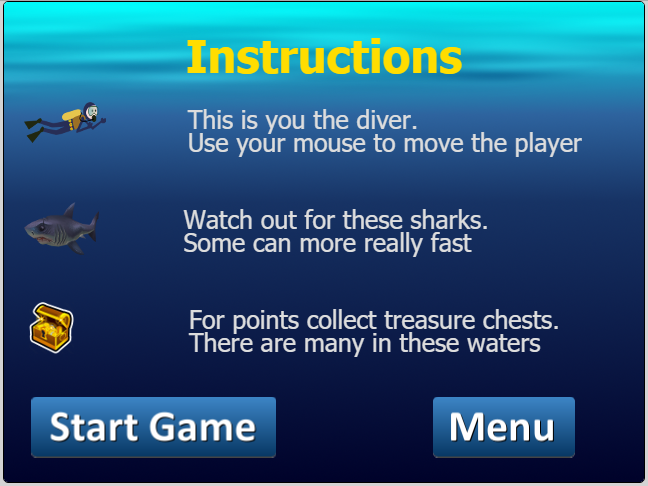 Instructions
This is you the diver.
Use your mouse to move the player
Watch out for these sharks.
Some can more really fast
For points collect treasure chests.
There are many in these waters
Start Game
Menu